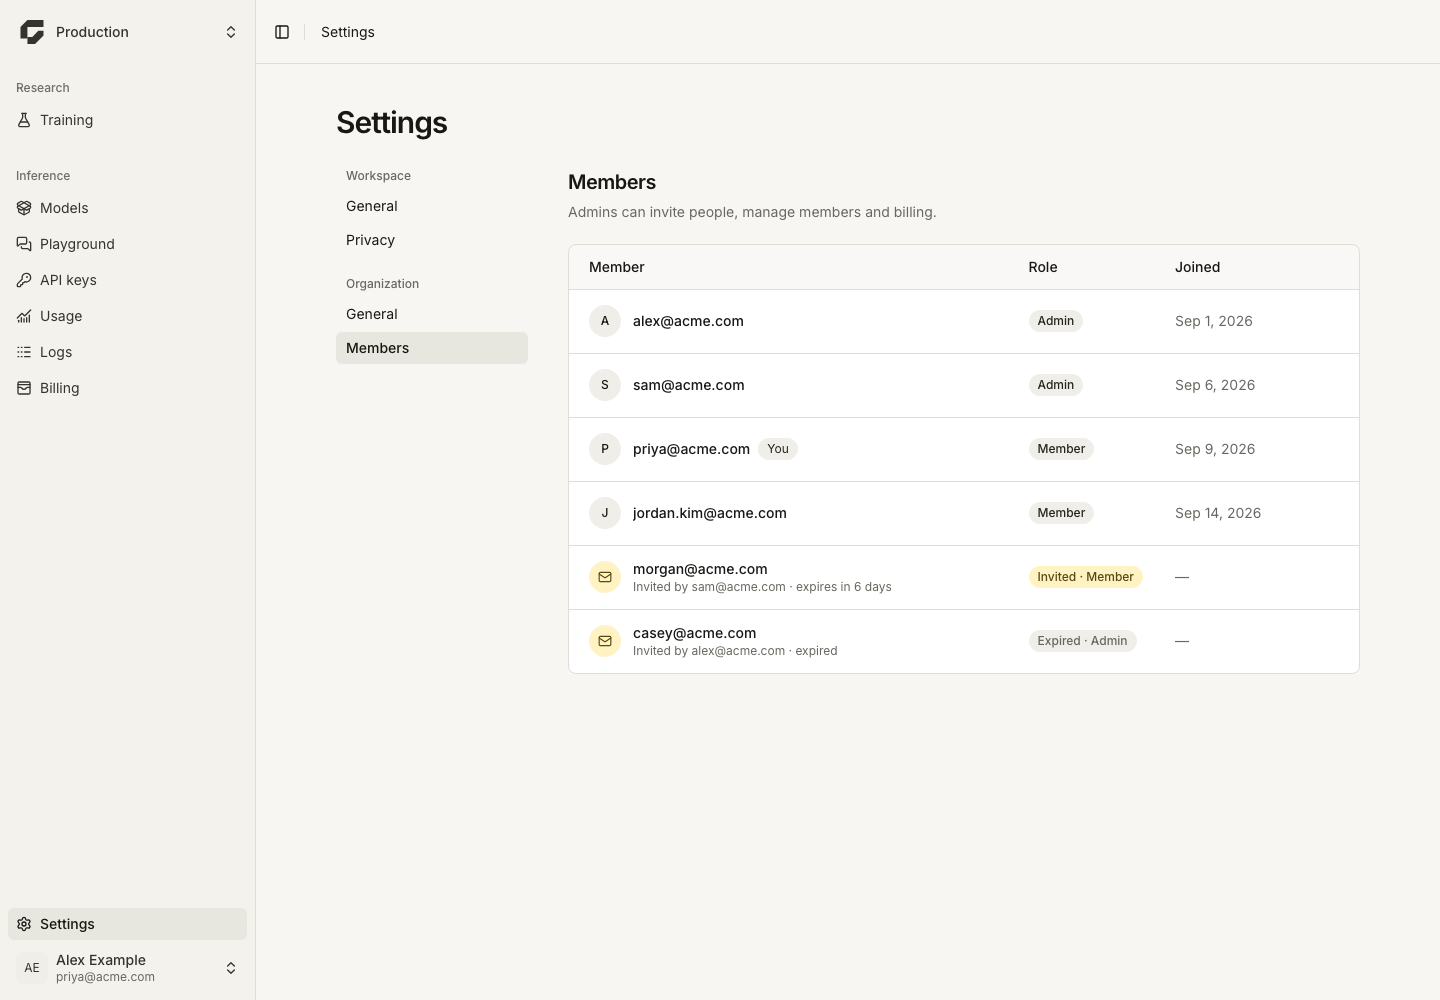 Production
Research
Training
Inference
Models
Playground
API keys
Usage
Logs
Billing
Settings
AE
Alex Example
priya@acme.com
Settings
Settings
Workspace
General
Privacy
Organization
General
Members
Members
Admins can invite people, manage members and billing.
Member Role Joined
A alex@acme.com Admin Sep 1, 2026
S sam@acme.com Admin Sep 6, 2026
P priya@acme.com You Member Sep 9, 2026
J jordan.kim@acme.com Member Sep 14, 2026
morgan@acme.com Invited · Member —
Invited by sam@acme.com · expires in 6 days
casey@acme.com Expired · Admin —
Invited by alex@acme.com · expired